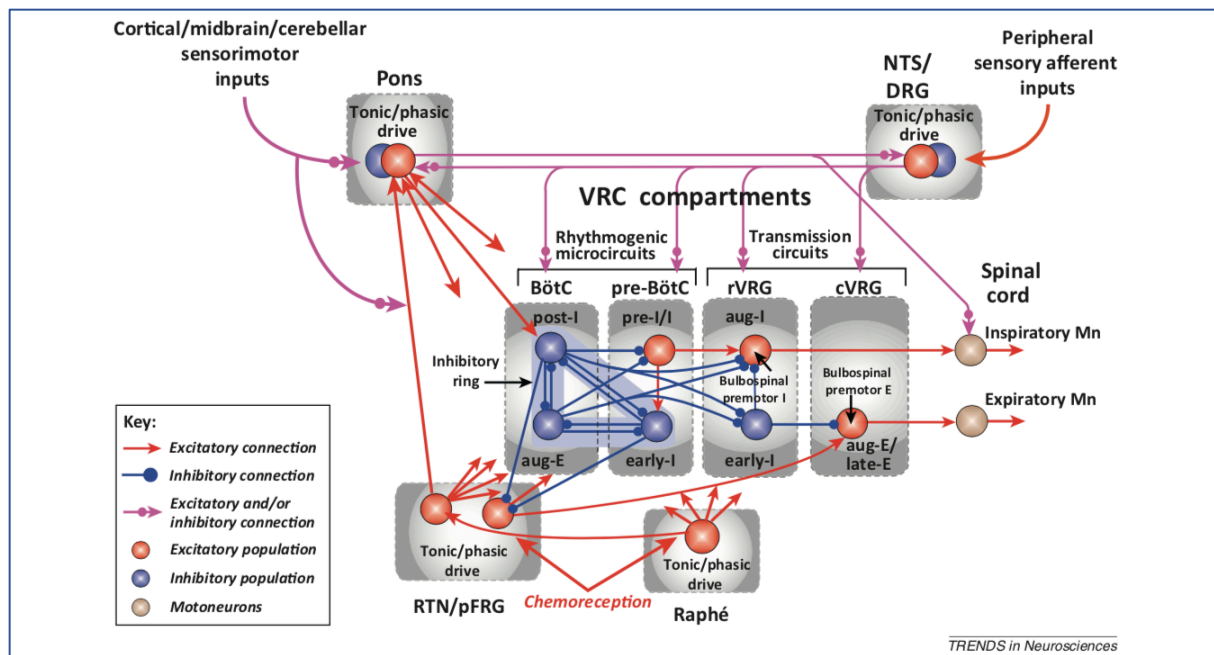 Cortical/midbrain/cerebellar
sensorimotor
inputs
Pons
Tonic/phasic
drive
NTS/
DRG
Tonic/phasic
drive
Peripheral
sensory afferent
inputs
VRC compartments
Rhythmogenic
microcircuits
Transmission
circuits
BötC
pre-BötC
rVRG
cVRG
Spinal
cord
post-I
pre-I/I
aug-I
Inspiratory Mn
Inhibitory
ring
Bulbospinal
premotor I
Bulbospinal
premotor E
Expiratory Mn
aug-E
early-I
early-I
aug-E/
late-E
Key:
Excitatory connection
Inhibitory connection
Excitatory and/or
inhibitory connection
Excitatory population
Inhibitory population
Motoneurons
Tonic/phasic
drive
RTN/pFRG
Chemoreception
Tonic/phasic
drive
Raphé
TRENDS in Neurosciences